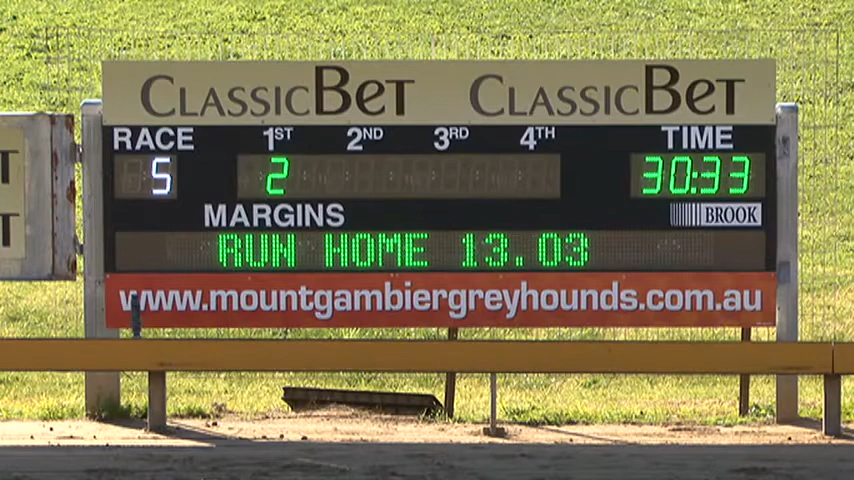 CLASSICBET CLASSICBET
RACE 1ST 2ND 3RD 4TH TIME
5 2 30:33
MARGINS BROOK
RUN HOME 13.03
www.mountgambiergreyhounds.com.au